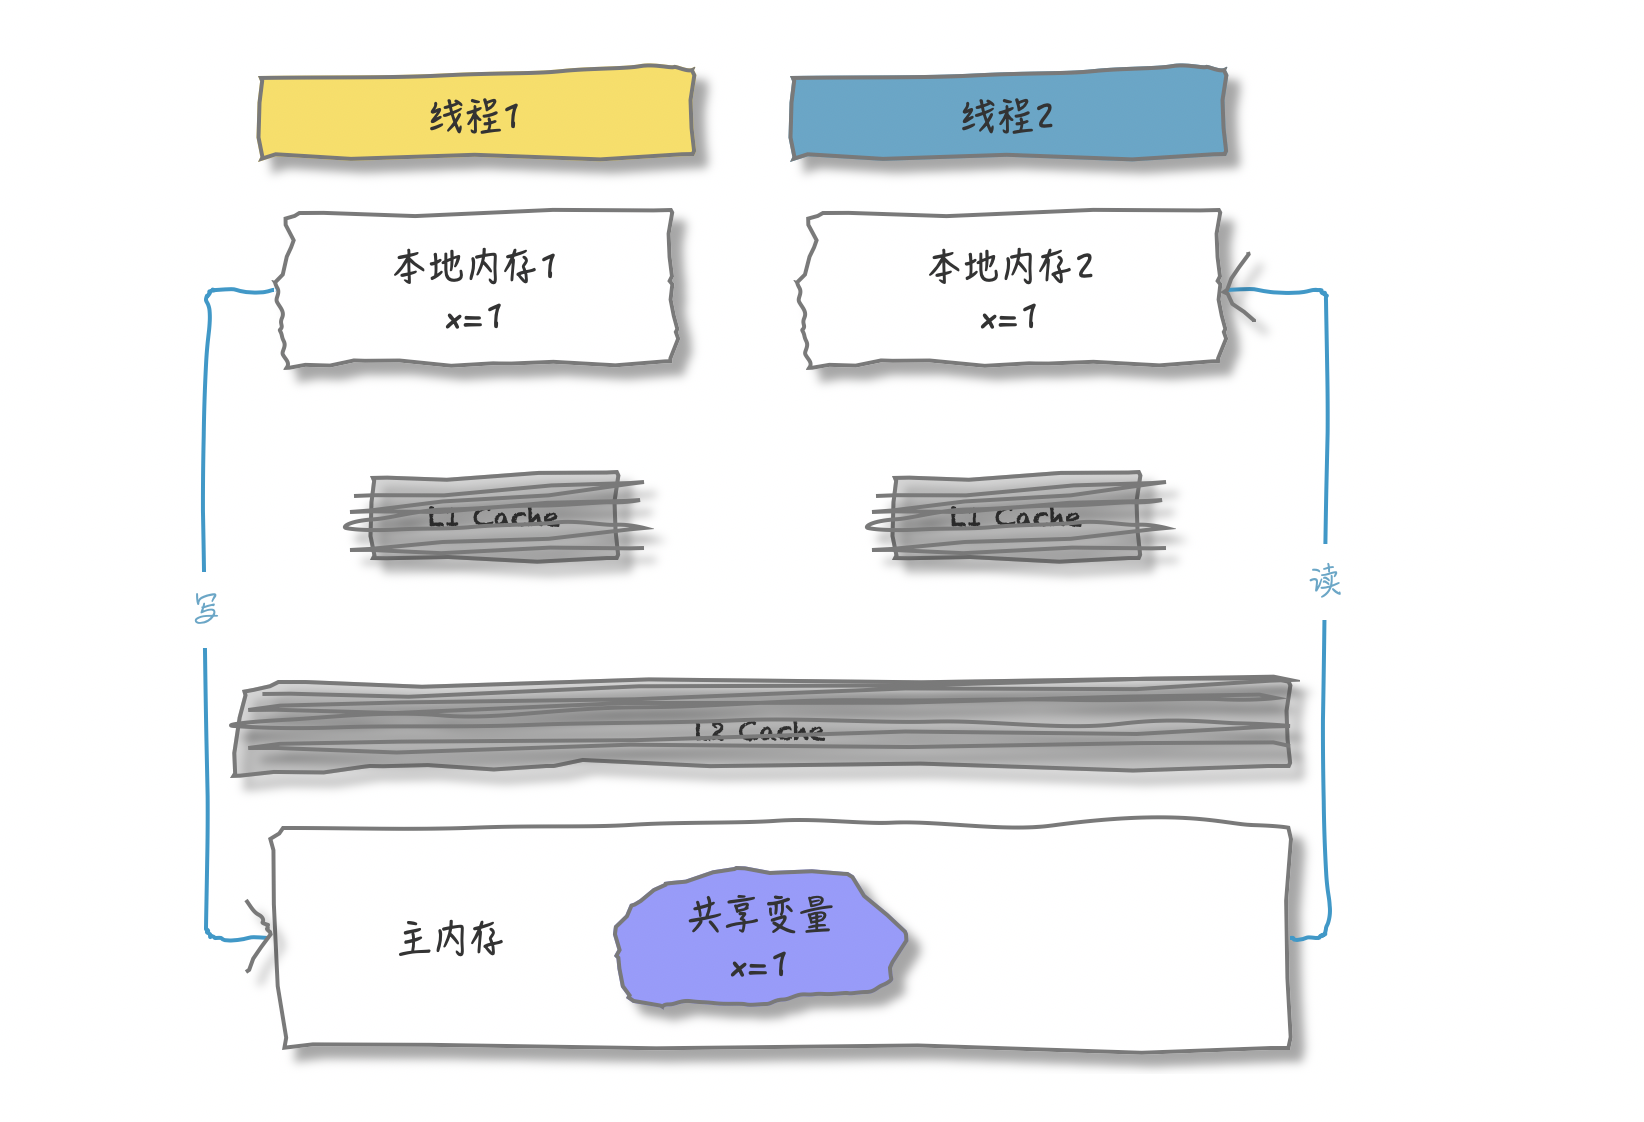 线程1
线程2
本地内存1
x=1
本地内存2
x=1
L1 Cache
L1 Cache
写
读
L2 Cache
主内存
共享变量
x=1